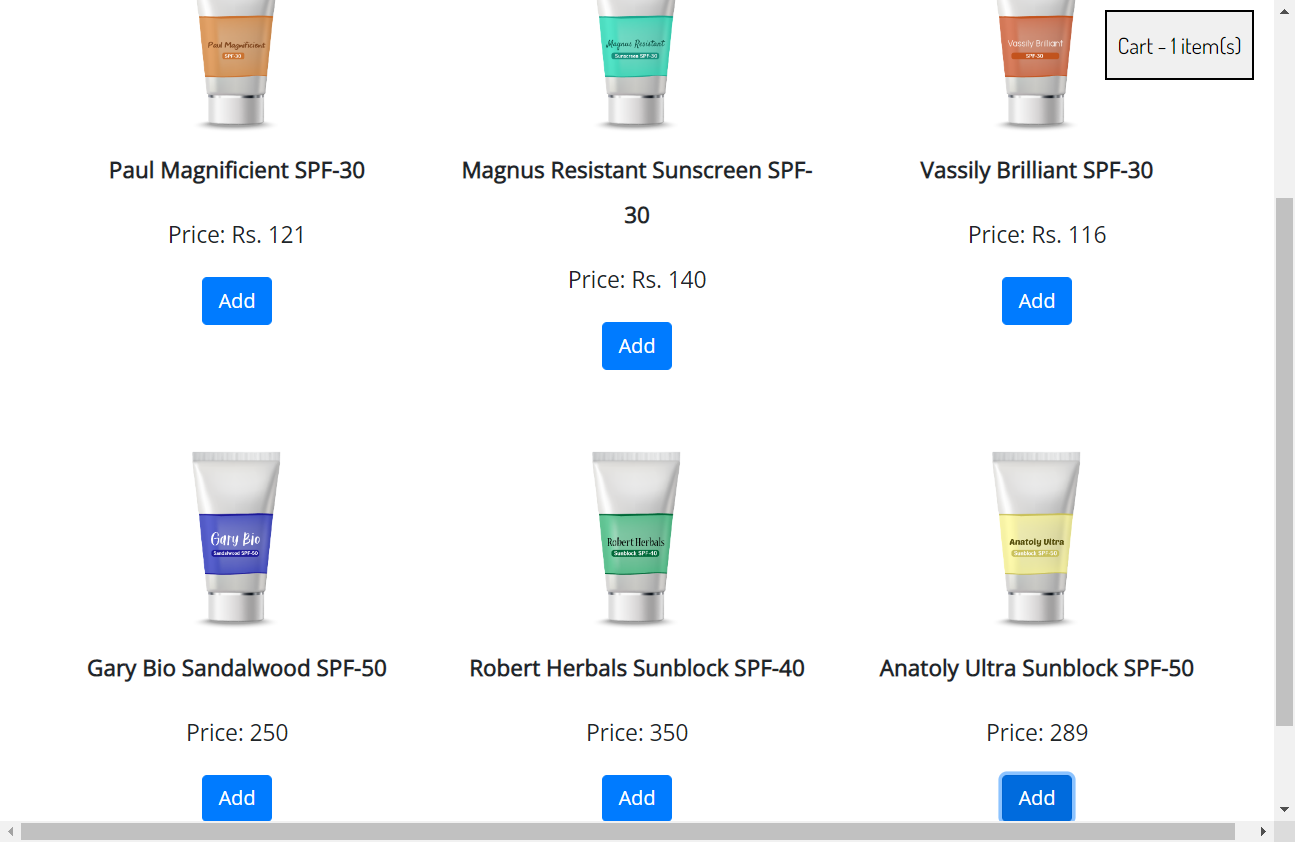 Paul Magnificient
SPF-30
Magnus Resistant
Sunscreen SPF-30
Vassily Brilliant
SPF-30
Cart - 1 item(s)
Paul Magnificient SPF-30
Magnus Resistant Sunscreen SPF-
30
Vassily Brilliant SPF-30
Price: Rs. 121
Price: Rs. 140
Price: Rs. 116
Add
Add
Add
Gary Bio
Sandalwood SPF-50
Robert Herbals
Sunblock SPF-40
Anatoly Ultra
Sunblock SPF-50
Gary Bio Sandalwood SPF-50
Robert Herbals Sunblock SPF-40
Anatoly Ultra Sunblock SPF-50
Price: 250
Price: 350
Price: 289
Add
Add
Add